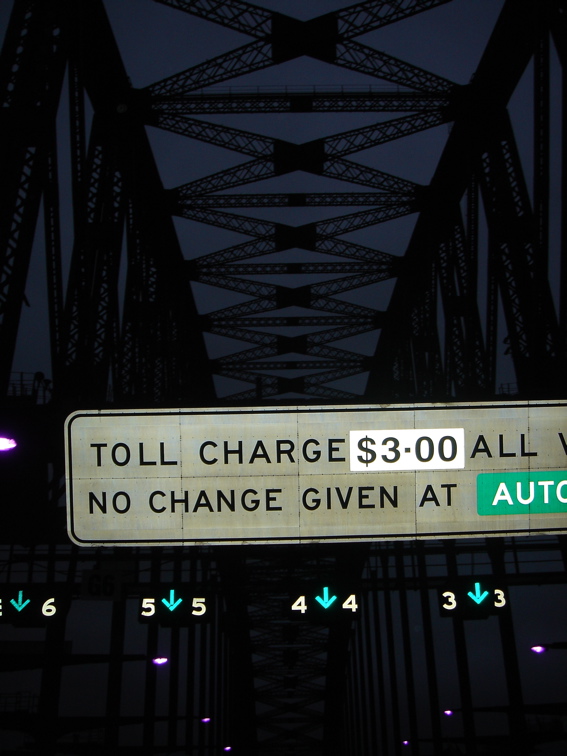 TOLL CHARGE $3·00 ALL V
NO CHANGE GIVEN AT AUTO
6 5 5 4 4 3 3